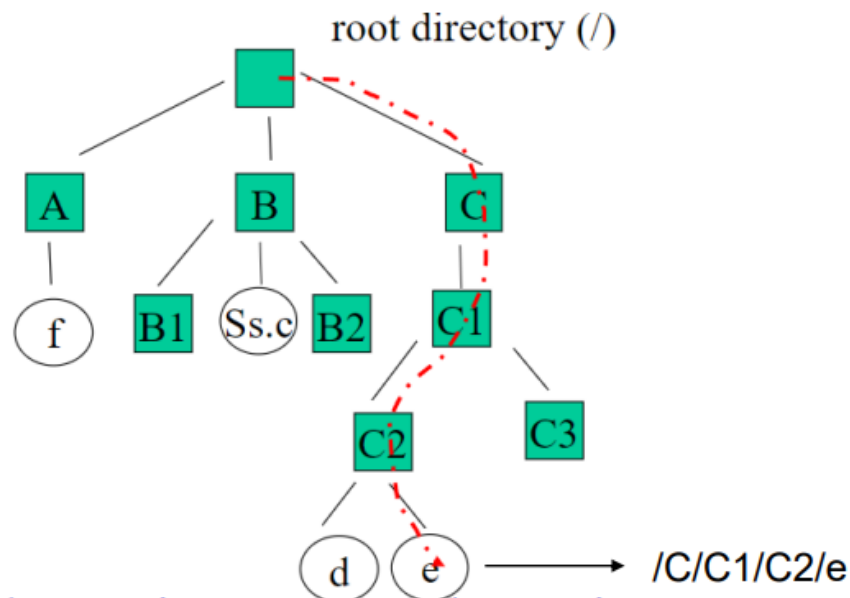 root directory (/)
A
B
C
f
B1
Ss.c
B2
C1
C2
C3
d
e
/C/C1/C2/e